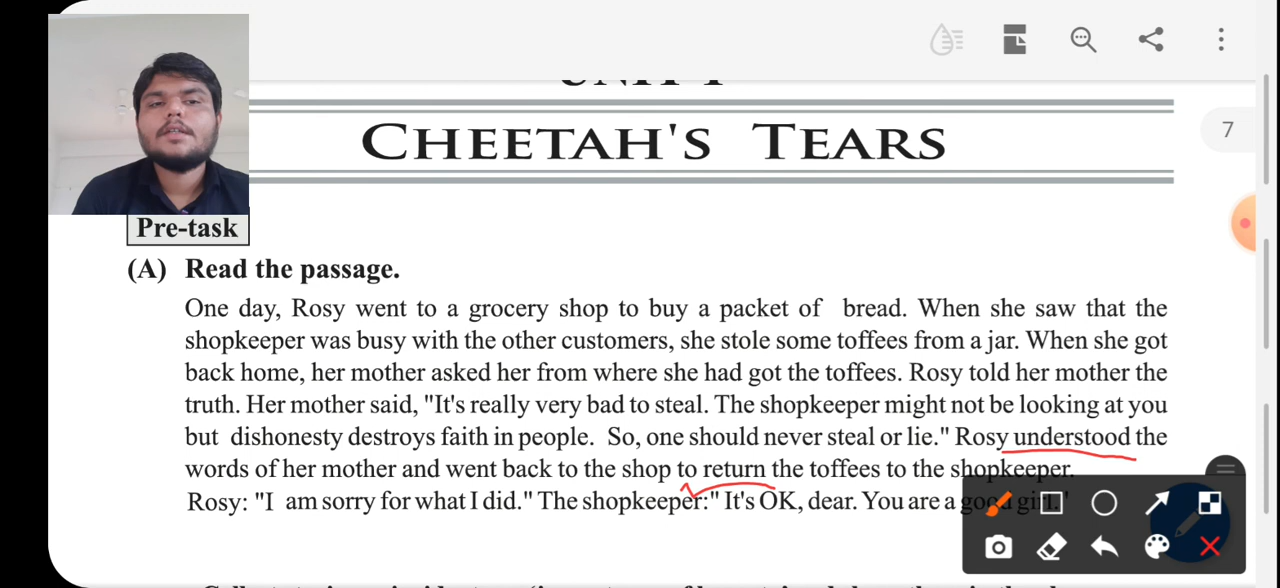 UNIT 1
7
CHEETAH'S TEARS
Pre-task
(A) Read the passage.
One day, Rosy went to a grocery shop to buy a packet of bread. When she saw that the
shopkeeper was busy with the other customers, she stole some toffees from a jar. When she got
back home, her mother asked her from where she had got the toffees. Rosy told her mother the
truth. Her mother said, "It's really very bad to steal. The shopkeeper might not be looking at you
but dishonesty destroys faith in people. So, one should never steal or lie." Rosy understood the
words of her mother and went back to the shop to return the toffees to the shopkeeper.
Rosy: "I am sorry for what I did." The shopkeeper:" It's OK, dear. You are a good girl."